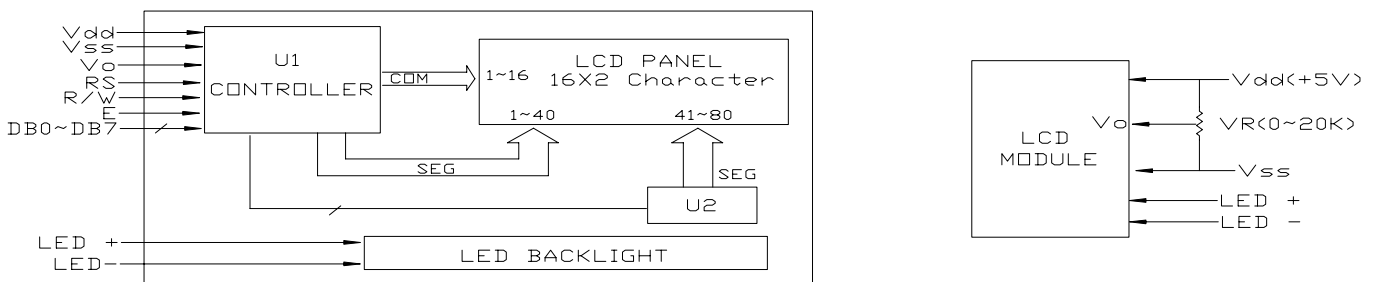 Vdd
Vss
Vo
RS
R/W
E
DB0~DB7
U1
CONTROLLER
COM
1~16
LCD PANEL
16X2 Character
1~40
41~80
SEG
SEG
U2
LED +
LED-
LED BACKLIGHT
LCD
MODULE
Vdd(+5V)
Vo
VR(0~20K)
Vss
LED +
LED -